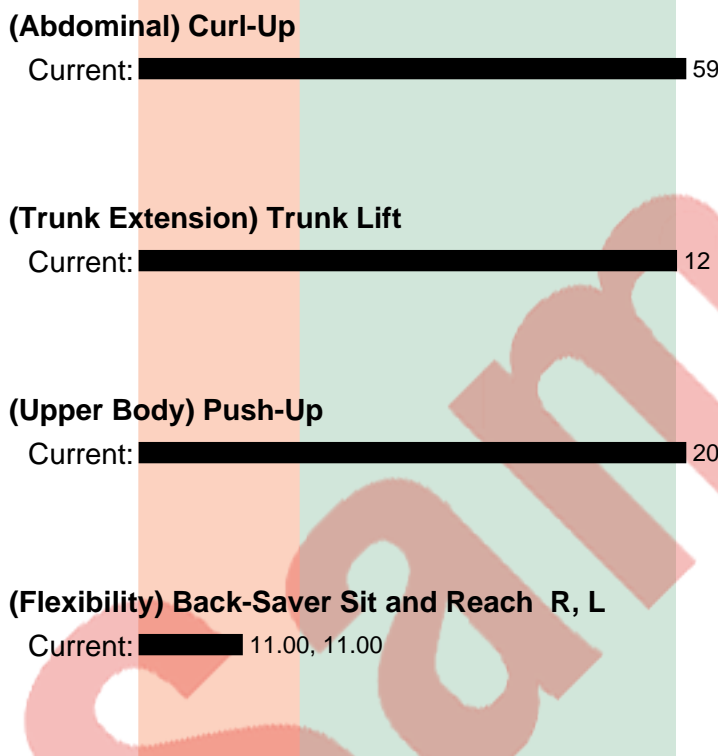 (Abdominal) Curl-Up
Current: 59
(Trunk Extension) Trunk Lift
Current: 12
(Upper Body) Push-Up
Current: 20
(Flexibility) Back-Saver Sit and Reach R, L
Current: 11.00, 11.00